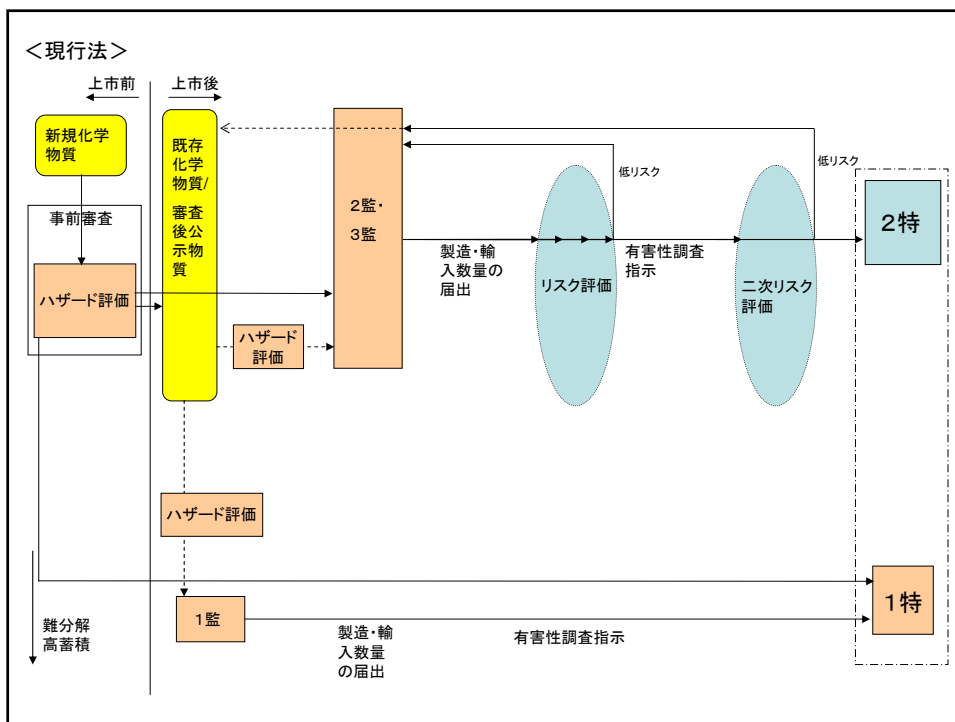 ＜現行法＞
上市前
上市後
新規化学
物質
事前審査
ハザード評価
既存
化学
物質/
審査
後公
示物
質
ハザード
評価
２監・
３監
製造・輸
入数量の
届出
リスク評価
低リスク
有害性調査
指示
二次リスク
評価
低リスク
２特
ハザード評価
難分解
高蓄積
１監
製造・輸
入数量
の届出
有害性調査指示
１特